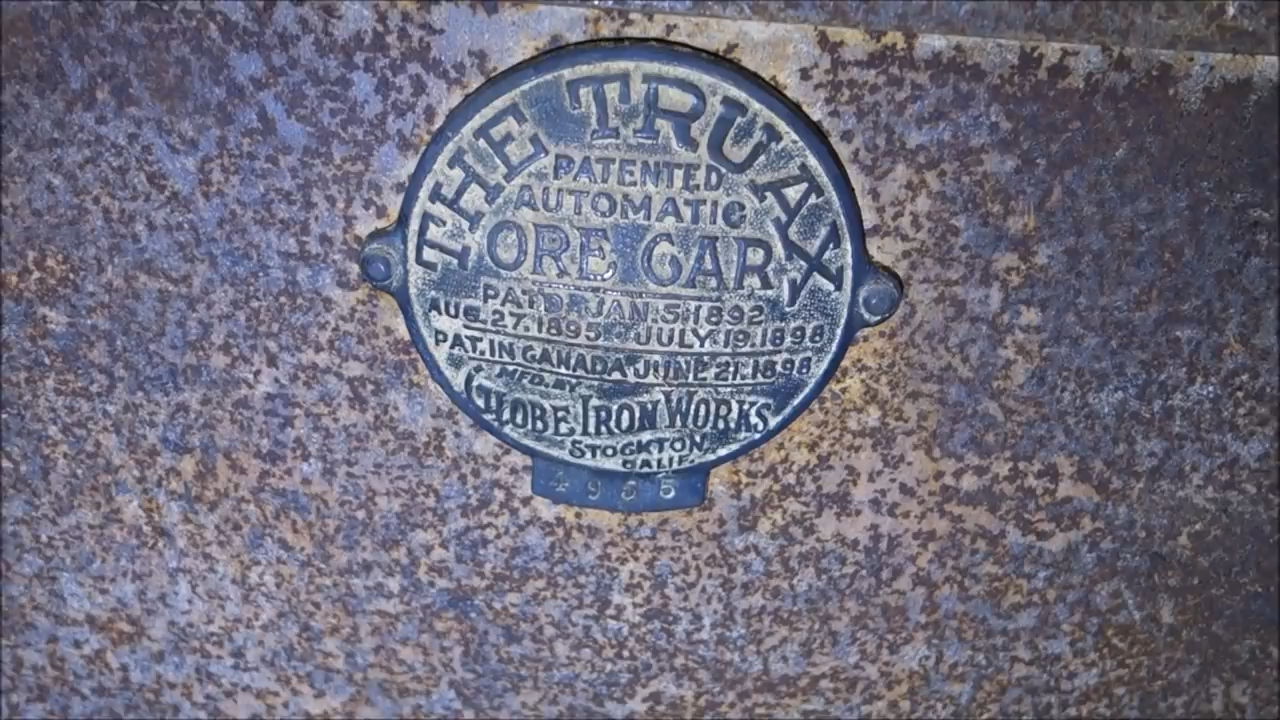 THE TRUAX
PATENTED
AUTOMATIC
ORE CAR
PAT'D JAN. 5. 1892
AUG. 27. 1895 JULY 19. 1898
PAT. IN CANADA JUNE 21. 1898
MFD. BY
GLOBE IRON WORKS
STOCKTON,
CALIF.